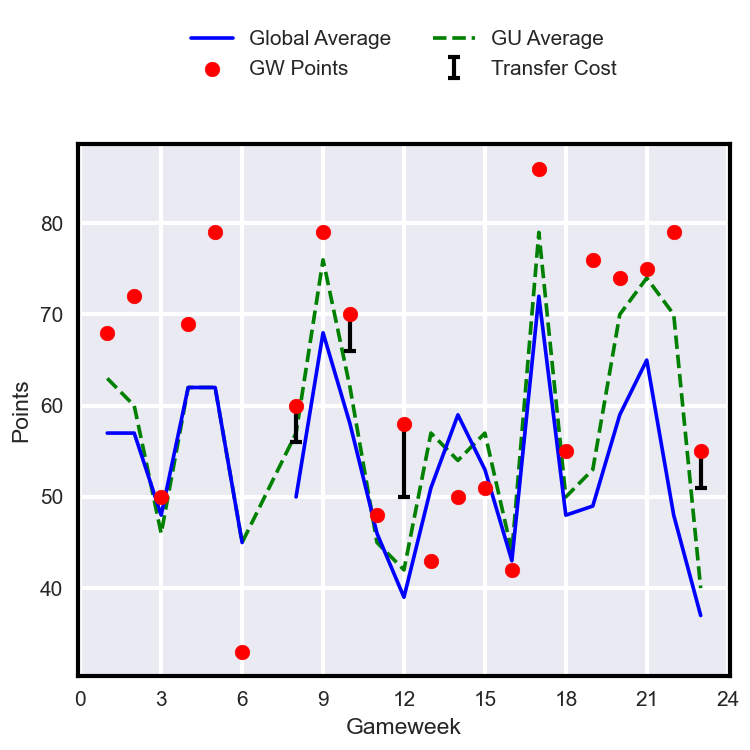 Global Average
GU Average
GW Points
Transfer Cost
80
70
60
50
40
Points
0 3 6 9 12 15 18 21 24
Gameweek